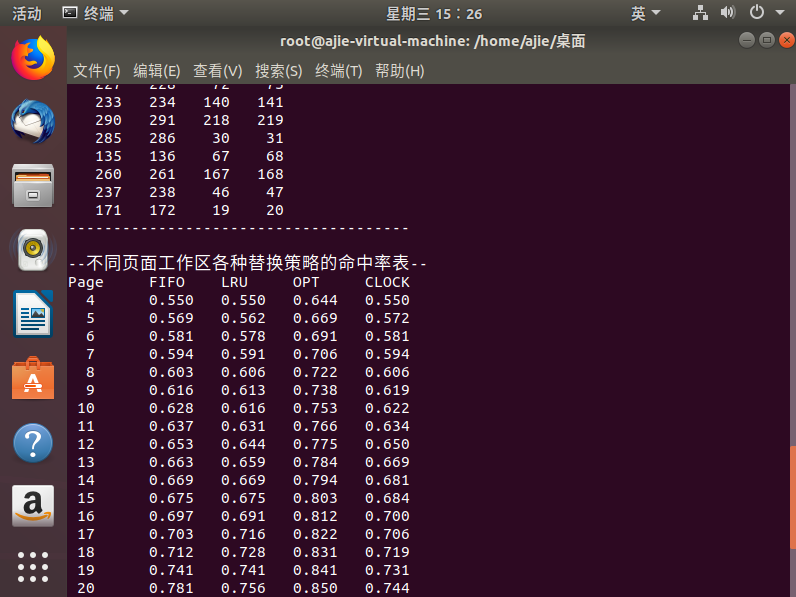 活动 终端 星期三 15：26 英
root@ajie-virtual-machine: /home/ajie/桌面
文件(F) 编辑(E) 查看(V) 搜索(S) 终端(T) 帮助(H)
227 228 72 73
233 234 140 141
290 291 218 219
285 286 30 31
135 136 67 68
260 261 167 168
237 238 46 47
171 172 19 20
--------------------------------------
--不同页面工作区各种替换策略的命中率表--
Page FIFO LRU OPT CLOCK
4 0.550 0.550 0.644 0.550
5 0.569 0.562 0.669 0.572
6 0.581 0.578 0.691 0.581
7 0.594 0.591 0.706 0.594
8 0.603 0.606 0.722 0.606
9 0.616 0.613 0.738 0.619
10 0.628 0.616 0.753 0.622
11 0.637 0.631 0.766 0.634
12 0.653 0.644 0.775 0.650
13 0.663 0.659 0.784 0.669
14 0.669 0.669 0.794 0.681
15 0.675 0.675 0.803 0.684
16 0.697 0.691 0.812 0.700
17 0.703 0.716 0.822 0.706
18 0.712 0.728 0.831 0.719
19 0.741 0.741 0.841 0.731
20 0.781 0.756 0.850 0.744